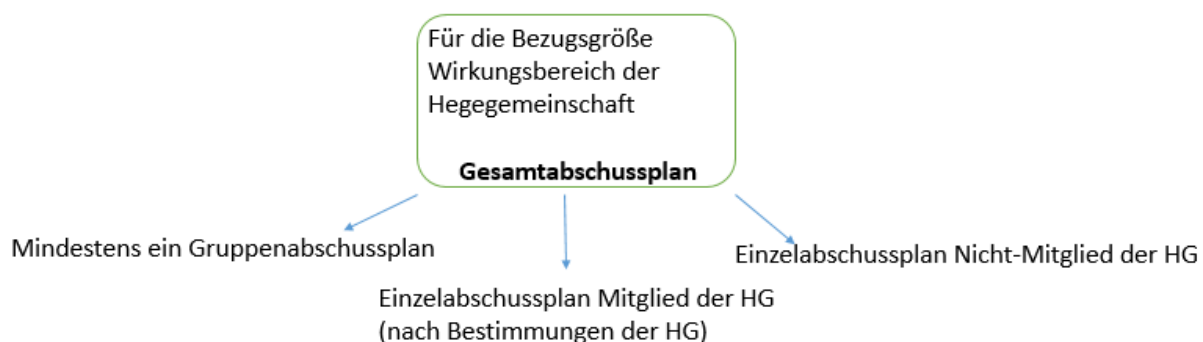 Für die Bezugsgröße
Wirkungsbereich der
Hegegemeinschaft
Gesamtabschussplan
Mindestens ein Gruppenabschussplan
Einzelabschussplan Nicht-Mitglied der HG
Einzelabschussplan Mitglied der HG
(nach Bestimmungen der HG)